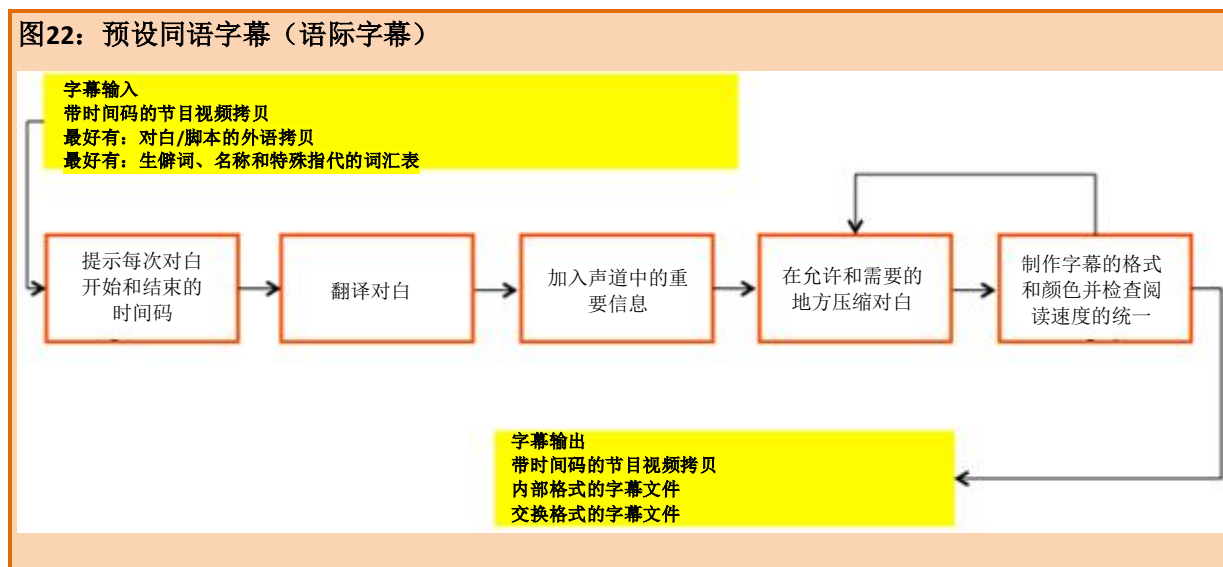 图22：预设同语字幕（语际字幕）
字幕输入
带时间码的节目视频拷贝
最好有：对白/脚本的外语拷贝
最好有：生僻词、名称和特殊指代的词汇表
提示每次对白
开始和结束的
时间码
翻译对白
加入声道中的重
要信息
在允许和需要的
地方压缩对白
制作字幕的格式
和颜色并检查阅
读速度的统一
字幕输出
带时间码的节目视频拷贝
内部格式的字幕文件
交换格式的字幕文件